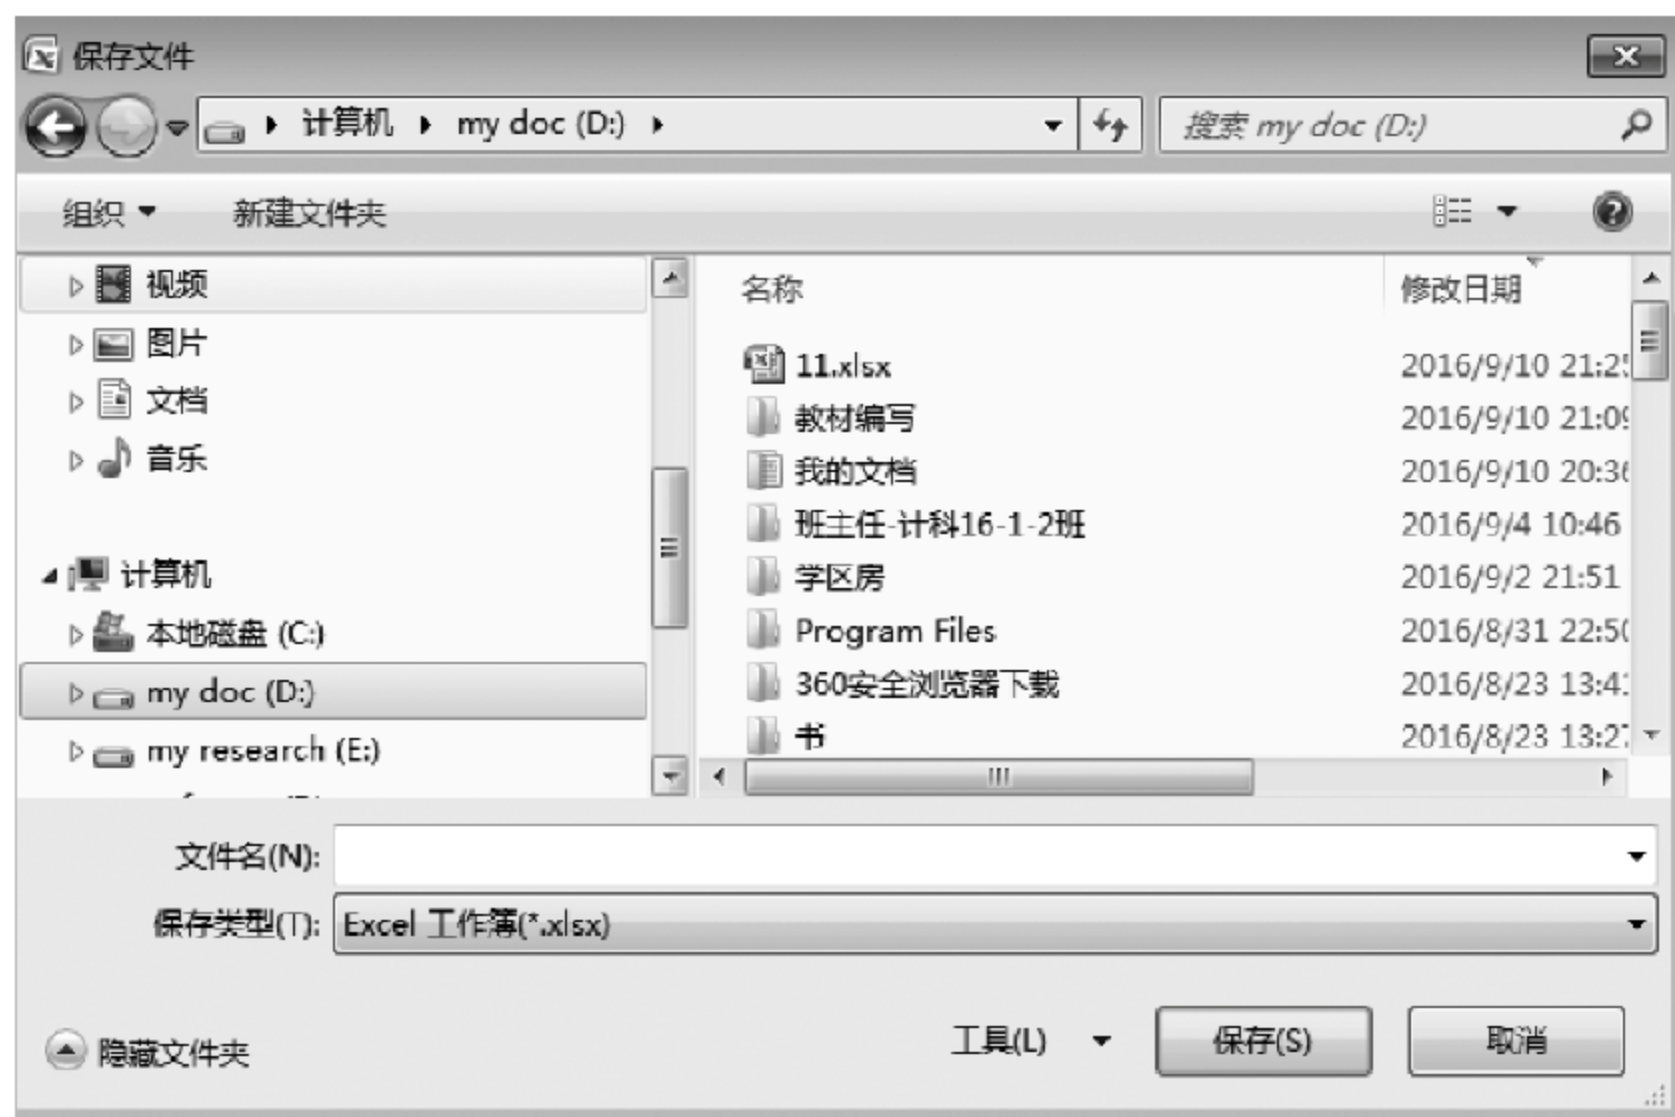 保存文件
计算机 my doc (D:)
搜索 my doc (D:)
组织 新建文件夹
视频
图片
文档
音乐
计算机
本地磁盘 (C:)
my doc (D:)
my research (E:)
名称 修改日期
11.xlsx 2016/9/10 21:2
教材编写 2016/9/10 21:09
我的文档 2016/9/10 20:36
班主任-计科16-1-2班 2016/9/4 10:46
学区房 2016/9/2 21:51
Program Files 2016/8/31 22:50
360安全浏览器下载 2016/8/23 13:4
书 2016/8/23 13:2
文件名(N):
保存类型(T): Excel 工作簿(*.xlsx)
隐藏文件夹
工具(L) 保存(S) 取消